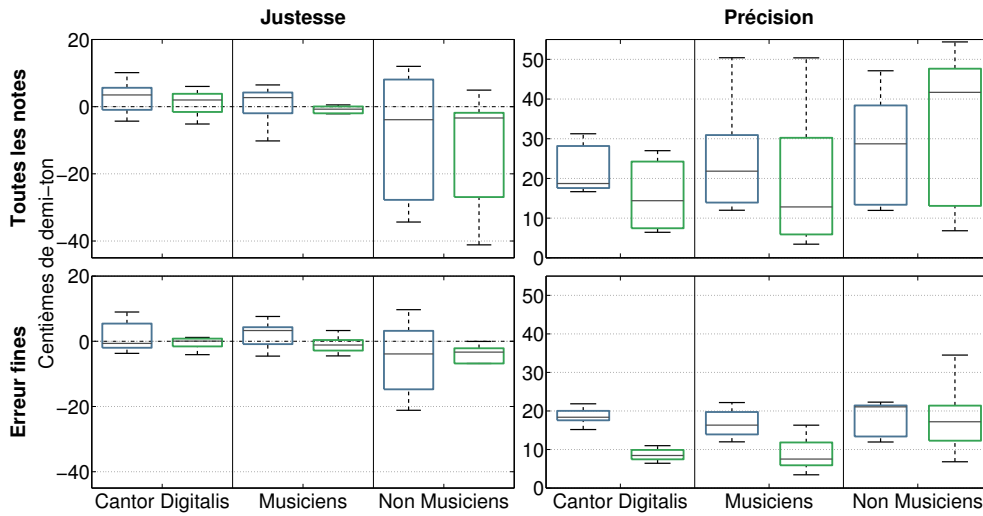 Justesse
Précision
Toutes les notes
Erreur fines
Centièmes de demi-ton
20
0
−20
−40
20
0
−20
−40
50
40
30
20
10
0
50
40
30
20
10
0
Cantor Digitalis
Musiciens
Non Musiciens
Cantor Digitalis
Musiciens
Non Musiciens